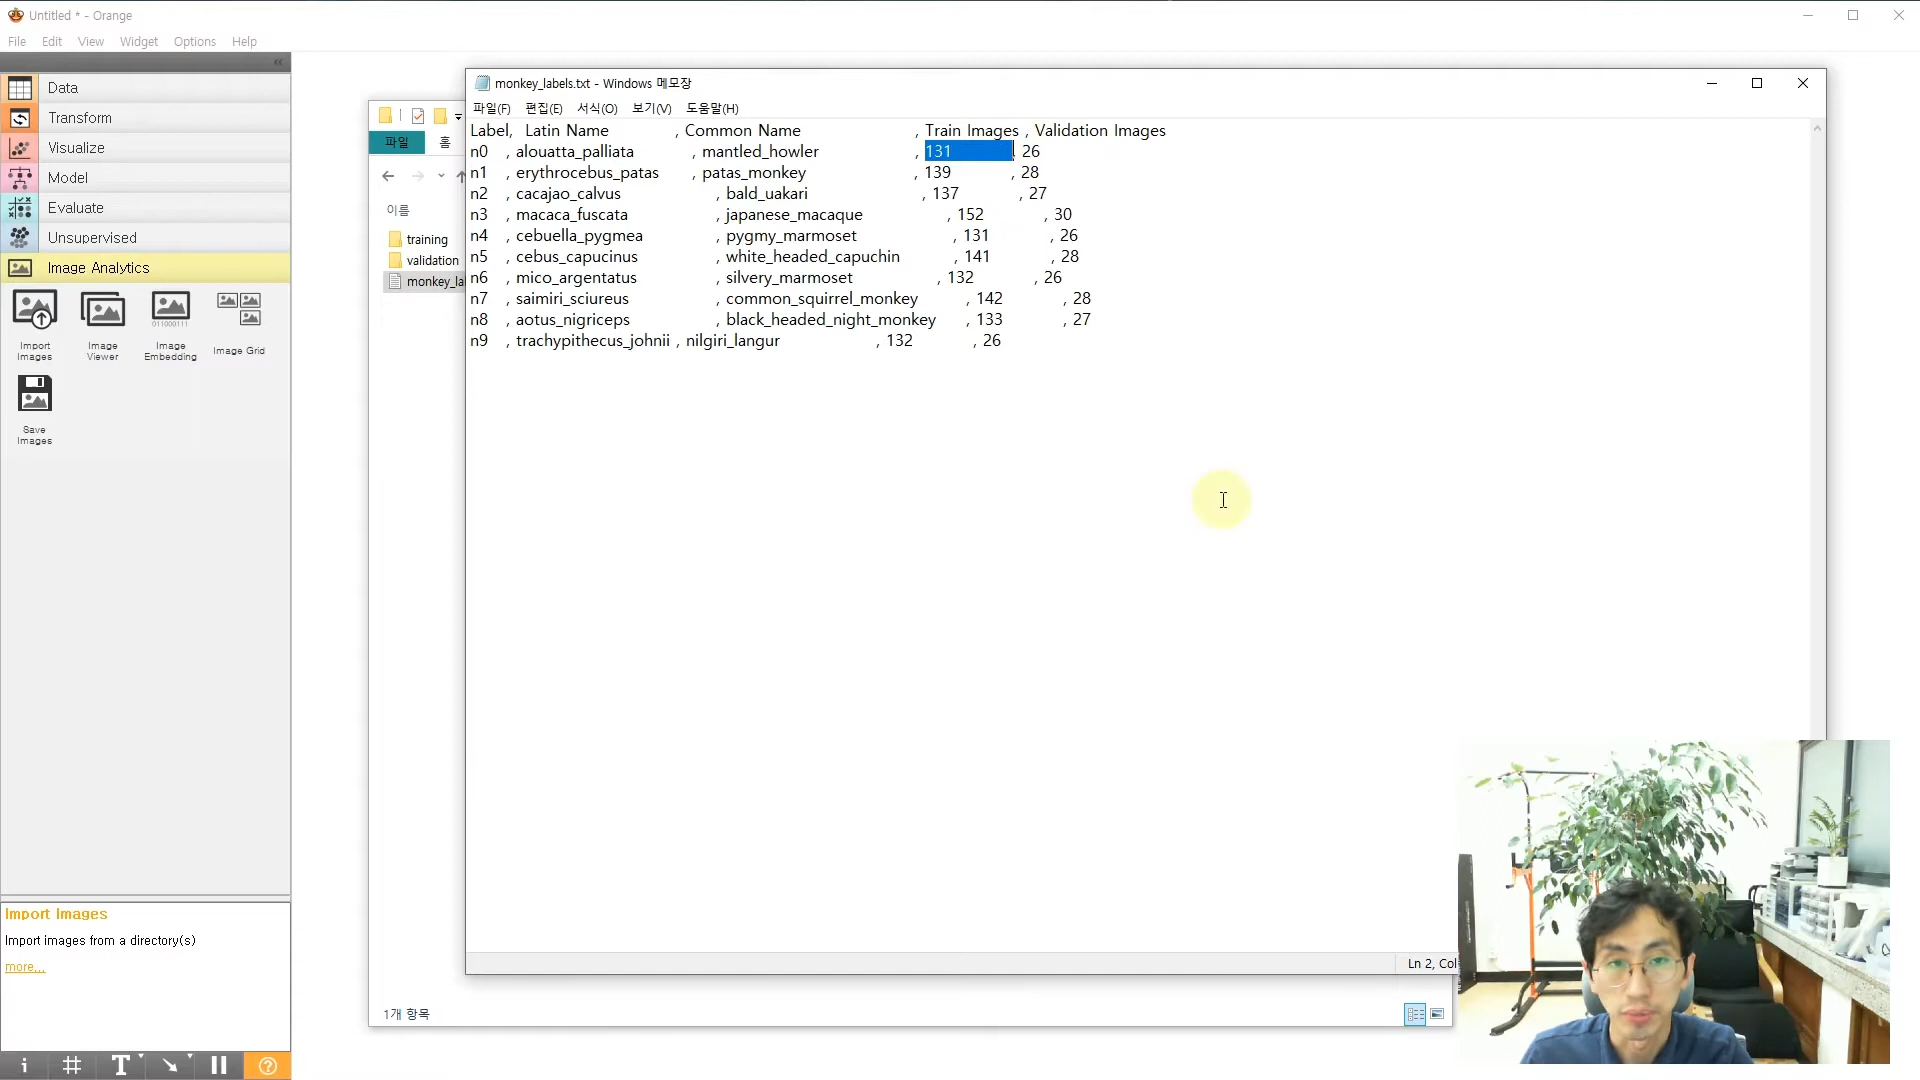 Untitled * - Orange
File Edit View Widget Options Help
Data
Transform
Visualize
Model
Evaluate
Unsupervised
Image Analytics
Import Images
Image Viewer
Image Embedding
Image Grid
Save Images
Import Images
Import images from a directory(s)
more...
파일 홈
이름
training
validation
monkey_la
1개 항목
monkey_labels.txt - Windows 메모장
파일(F) 편집(E) 서식(O) 보기(V) 도움말(H)
Label, Latin Name , Common Name , Train Images , Validation Images
n0 , alouatta_palliata , mantled_howler , 131 , 26
n1 , erythrocebus_patas , patas_monkey , 139 , 28
n2 , cacajao_calvus , bald_uakari , 137 , 27
n3 , macaca_fuscata , japanese_macaque , 152 , 30
n4 , cebuella_pygmea , pygmy_marmoset , 131 , 26
n5 , cebus_capucinus , white_headed_capuchin , 141 , 28
n6 , mico_argentatus , silvery_marmoset , 132 , 26
n7 , saimiri_sciureus , common_squirrel_monkey , 142 , 28
n8 , aotus_nigriceps , black_headed_night_monkey , 133 , 27
n9 , trachypithecus_johnii , nilgiri_langur , 132 , 26
Ln 2, Col